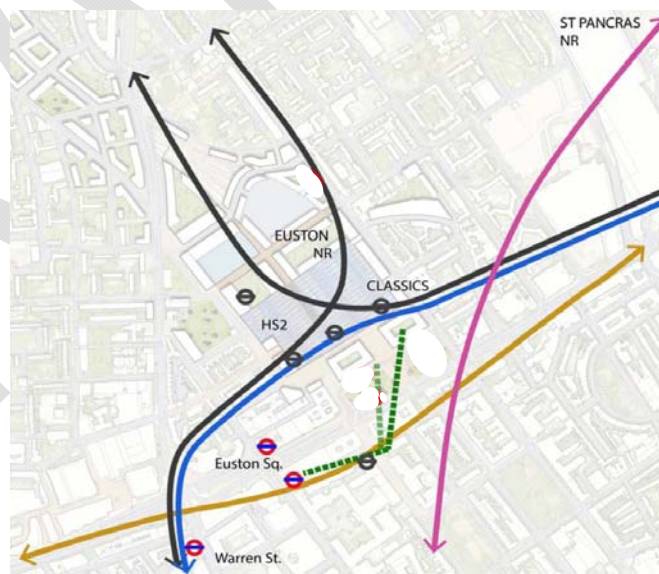 ST PANCRAS
NR
EUSTON
NR
CLASSICS
HS2
Euston Sq.
Warren St.